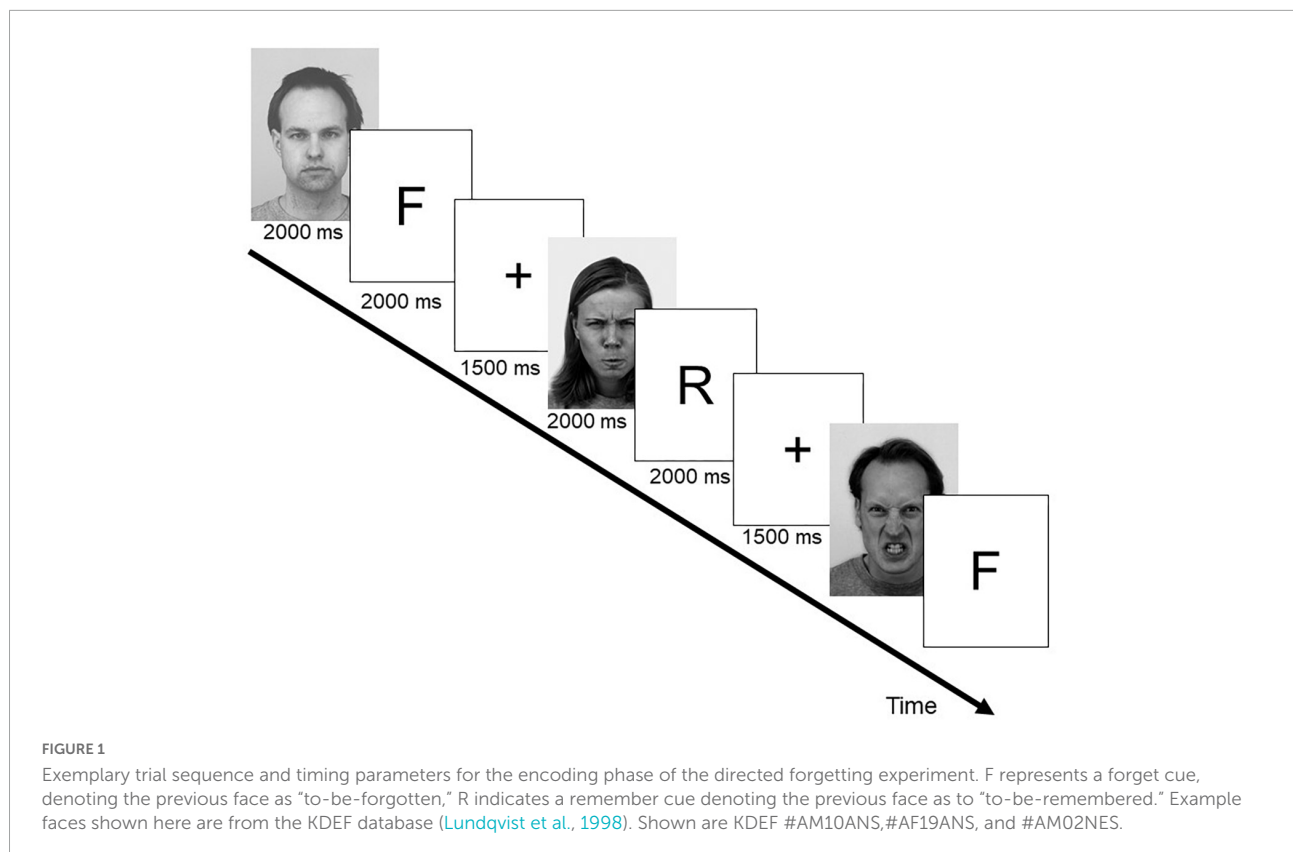 2000 ms
F
2000 ms
+
1500 ms
2000 ms
R
2000 ms
+
1500 ms
F
Time
FIGURE 1
Exemplary trial sequence and timing parameters for the encoding phase of the directed forgetting experiment. F represents a forget cue,
denoting the previous face as “to-be-forgotten,” R indicates a remember cue denoting the previous face as to “to-be-remembered.” Example
faces shown here are from the KDEF database (Lundqvist et al., 1998). Shown are KDEF #AM10ANS,#AF19ANS, and #AM02NES.